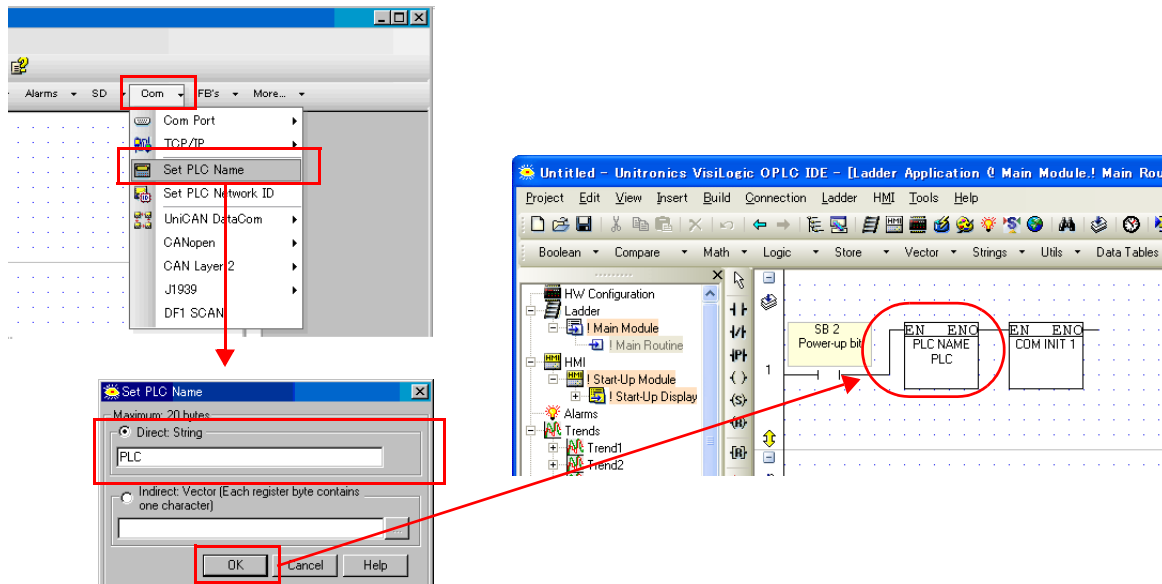 Alarms SD Com FB's More...
Com Port
TCP/IP
Set PLC Name
Set PLC Network ID
UniCAN DataCom
CANopen
CAN Layer 2
J1939
DF1 SCAN
Set PLC Name
Maximum: 20 bytes
Direct: String
PLC
Indirect: Vector (Each register byte contains
one character)
...
OK Cancel Help
Untitled - Unitronics VisiLogic OPLC IDE - [Ladder Application @ Main Module.! Main Rou
Project Edit View Insert Build Connection Ladder HMI Tools Help
Boolean Compare Math Logic Store Vector Strings Utils Data Tables
HW Configuration
Ladder
! Main Module
! Main Routine
HMI
! Start-Up Module
! Start-Up Display
Alarms
Trends
Trend1
Trend2
1
SB 2
Power-up bit
EN ENO
PLC NAME
PLC
EN ENO
COM INIT 1